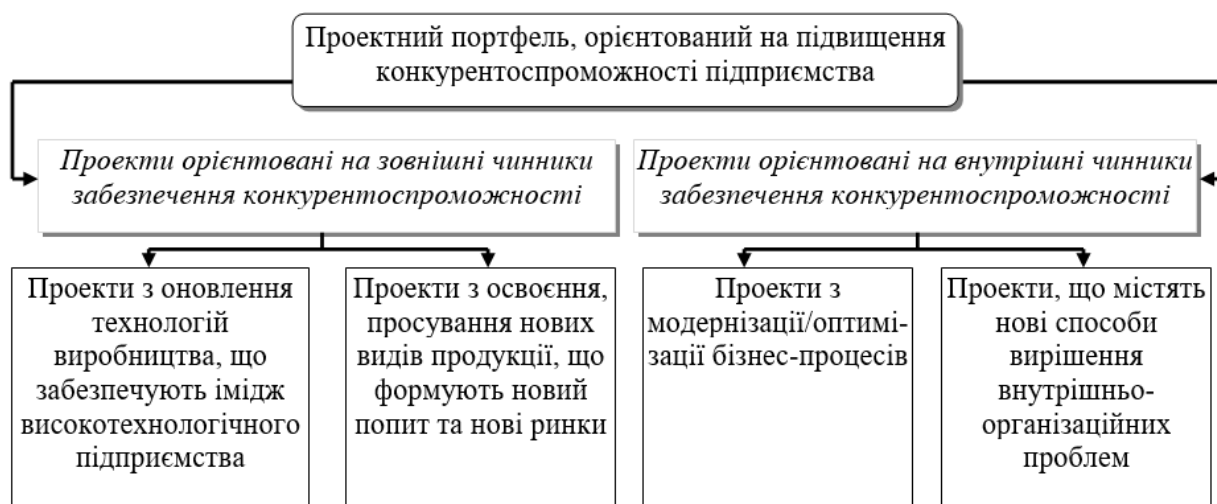 Проектний портфель, орієнтований на підвищення
конкурентоспроможності підприємства
Проекти орієнтовані на зовнішні чинники
забезпечення конкурентоспроможності
Проекти орієнтовані на внутрішні чинники
забезпечення конкурентоспроможності
Проекти з оновлення
технологій
виробництва, що
забезпечують імідж
високотехнологічного
підприємства
Проекти з освоєння,
просування нових
видів продукції, що
формують новий
попит та нові ринки
Проекти з
модернізації/оптимі-
зації бізнес-процесів
Проекти, що містять
нові способи
вирішення
внутрішньо-
організаційних
проблем